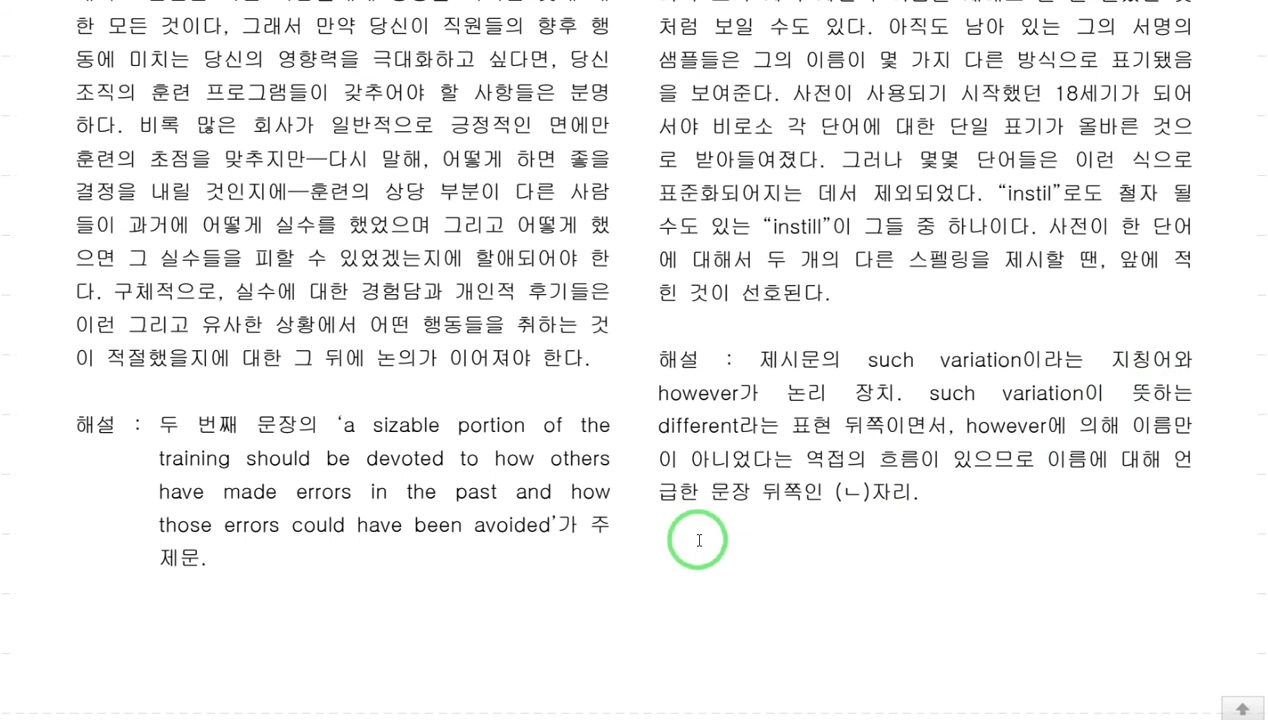 한 모든 것이다, 그래서 만약 당신이 직원들의 향후 행
동에 미치는 당신의 영향력을 극대화하고 싶다면, 당신
조직의 훈련 프로그램들이 갖추어야 할 사항들은 분명
하다. 비록 많은 회사가 일반적으로 긍정적인 면에만
훈련의 초점을 맞추지만—다시 말해, 어떻게 하면 좋을
결정을 내릴 것인지에—훈련의 상당 부분이 다른 사람
들이 과거에 어떻게 실수를 했었으며 그리고 어떻게 했
으면 그 실수들을 피할 수 있었겠는지에 할애되어야 한
다. 구체적으로, 실수에 대한 경험담과 개인적 후기들은
이런 그리고 유사한 상황에서 어떤 행동들을 취하는 것
이 적절했을지에 대한 그 뒤에 논의가 이어져야 한다.
해설 : 두 번째 문장의 ‘a sizable portion of the
training should be devoted to how others
have made errors in the past and how
those errors could have been avoided’가 주
제문.
처럼 보일 수도 있다. 아직도 남아 있는 그의 서명의
샘플들은 그의 이름이 몇 가지 다른 방식으로 표기됐음
을 보여준다. 사전이 사용되기 시작했던 18세기가 되어
서야 비로소 각 단어에 대한 단일 표기가 올바른 것으
로 받아들여졌다. 그러나 몇몇 단어들은 이런 식으로
표준화되어지는 데서 제외되었다. “instil”로도 철자 될
수도 있는 “instill”이 그들 중 하나이다. 사전이 한 단어
에 대해서 두 개의 다른 스펠링을 제시할 땐, 앞에 적
힌 것이 선호된다.
해설 : 제시문의 such variation이라는 지칭어와
however가 논리 장치. such variation이 뜻하는
different라는 표현 뒤쪽이면서, however에 의해 이름만
이 아니었다는 역접의 흐름이 있으므로 이름에 대해 언
급한 문장 뒤쪽인 (ㄴ)자리.